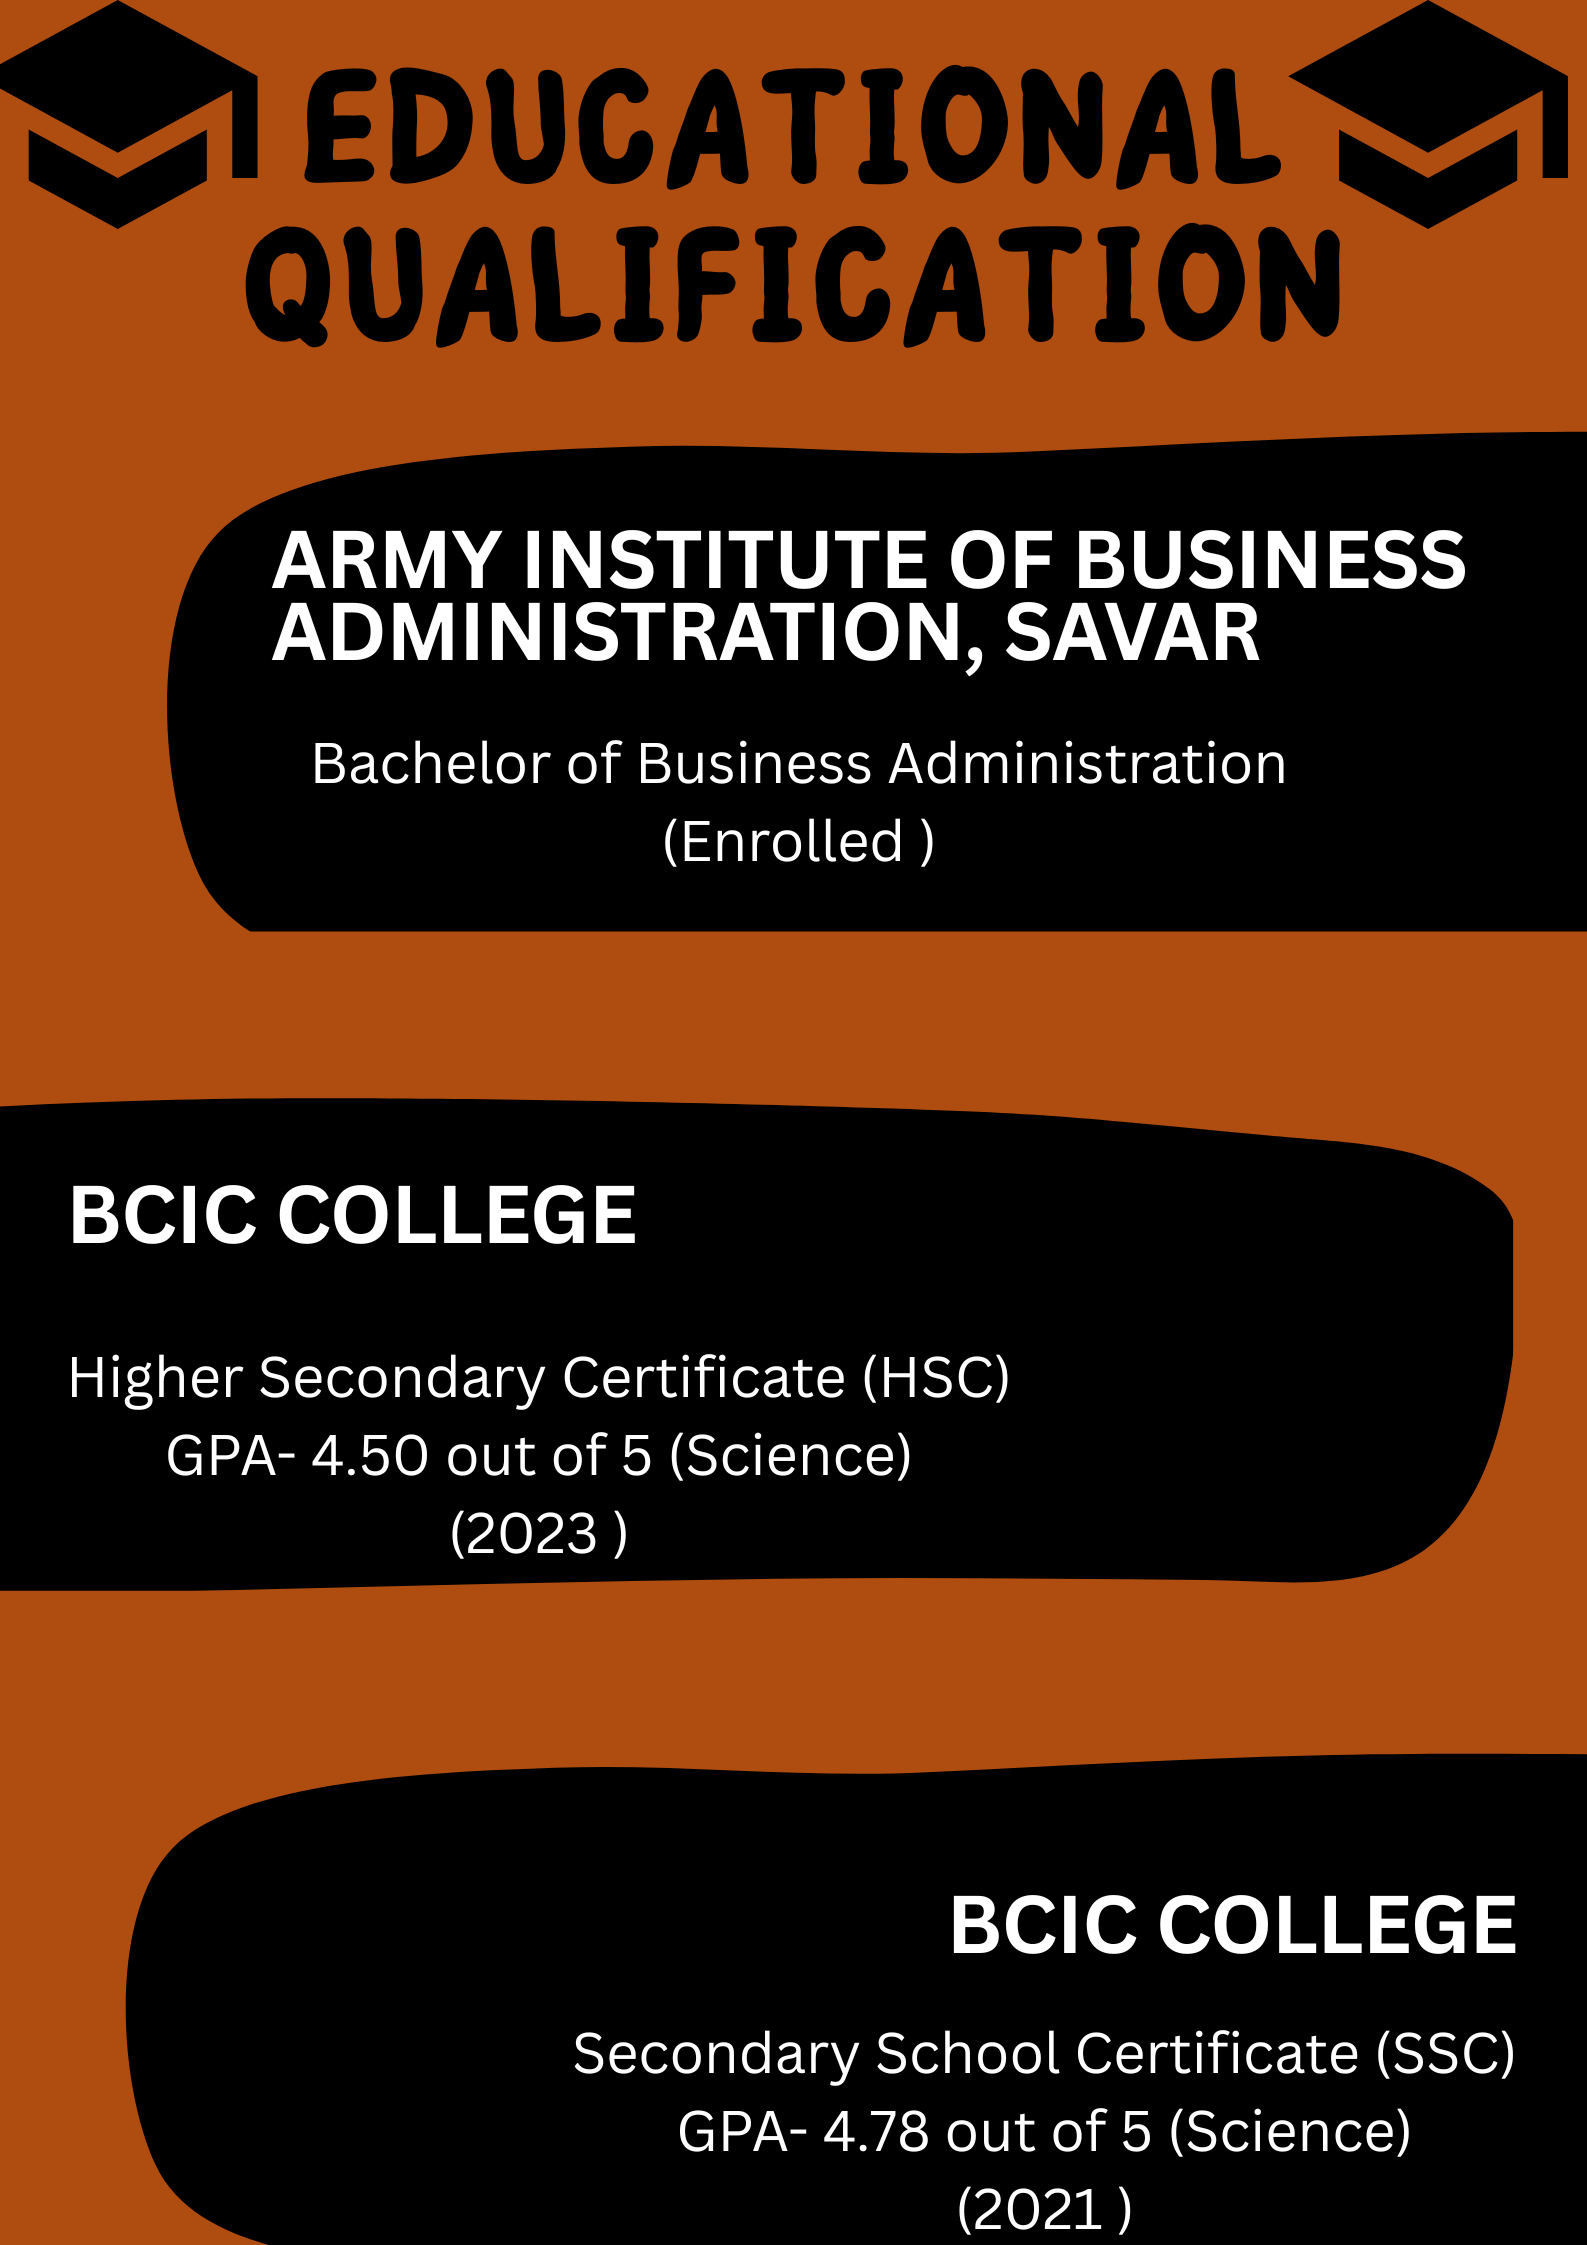 EDUCATIONAL
QUALIFICATION
ARMY INSTITUTE OF BUSINESS
ADMINISTRATION, SAVAR
Bachelor of Business Administration
(Enrolled )
BCIC COLLEGE
Higher Secondary Certificate (HSC)
GPA- 4.50 out of 5 (Science)
(2023 )
BCIC COLLEGE
Secondary School Certificate (SSC)
GPA- 4.78 out of 5 (Science)
(2021 )